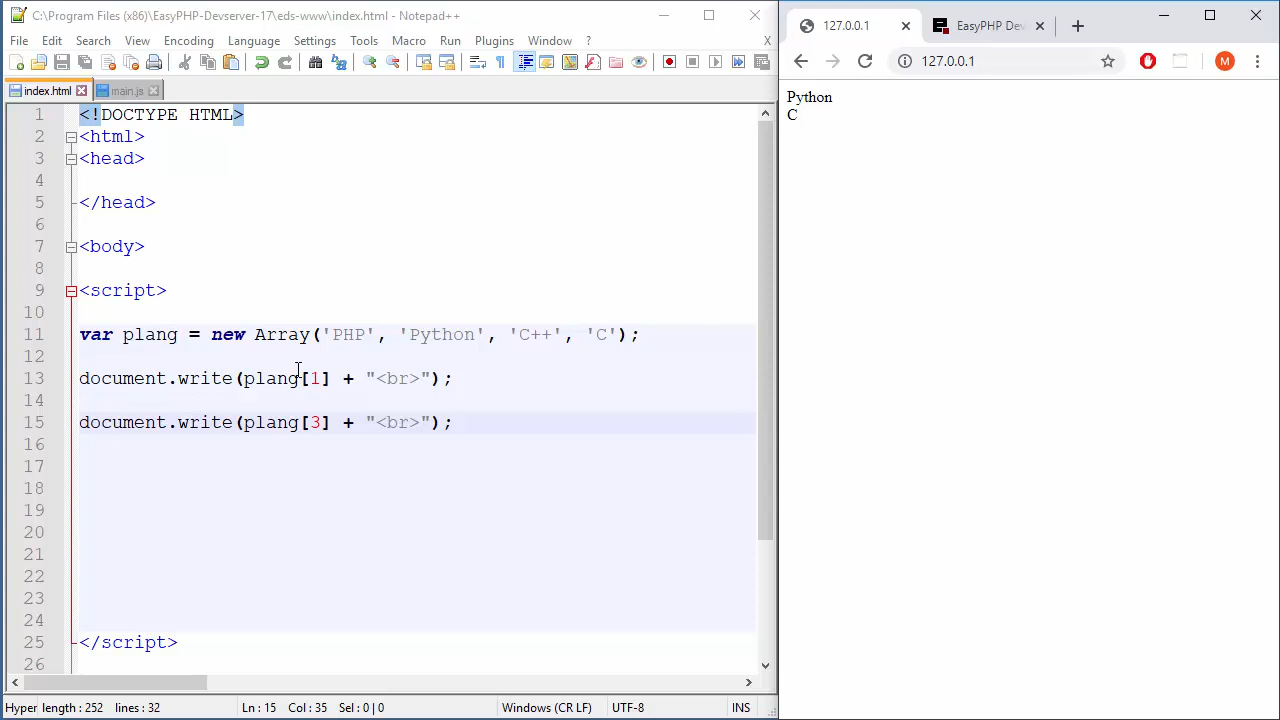 C:\Program Files (x86)\EasyPHP-Devserver-17\eds-www\index.html - Notepad++
File Edit Search View Encoding Language Settings Tools Macro Run Plugins Window ? X
index.html main.js
1 <!DOCTYPE HTML>
2 <html>
3 <head>
4
5 </head>
6
7 <body>
8
9 <script>
10
11 var plang = new Array('PHP', 'Python', 'C++', 'C');
12
13 document.write(plang[1] + "<br>");
14
15 document.write(plang[3] + "<br>");
16
17
18
19
20
21
22
23
24
25 </script>
26
Hyper length : 252 lines : 32 Ln : 15 Col : 35 Sel : 0 | 0 Windows (CR LF) UTF-8 INS
127.0.0.1 EasyPHP Dev
127.0.0.1 M
Python
C